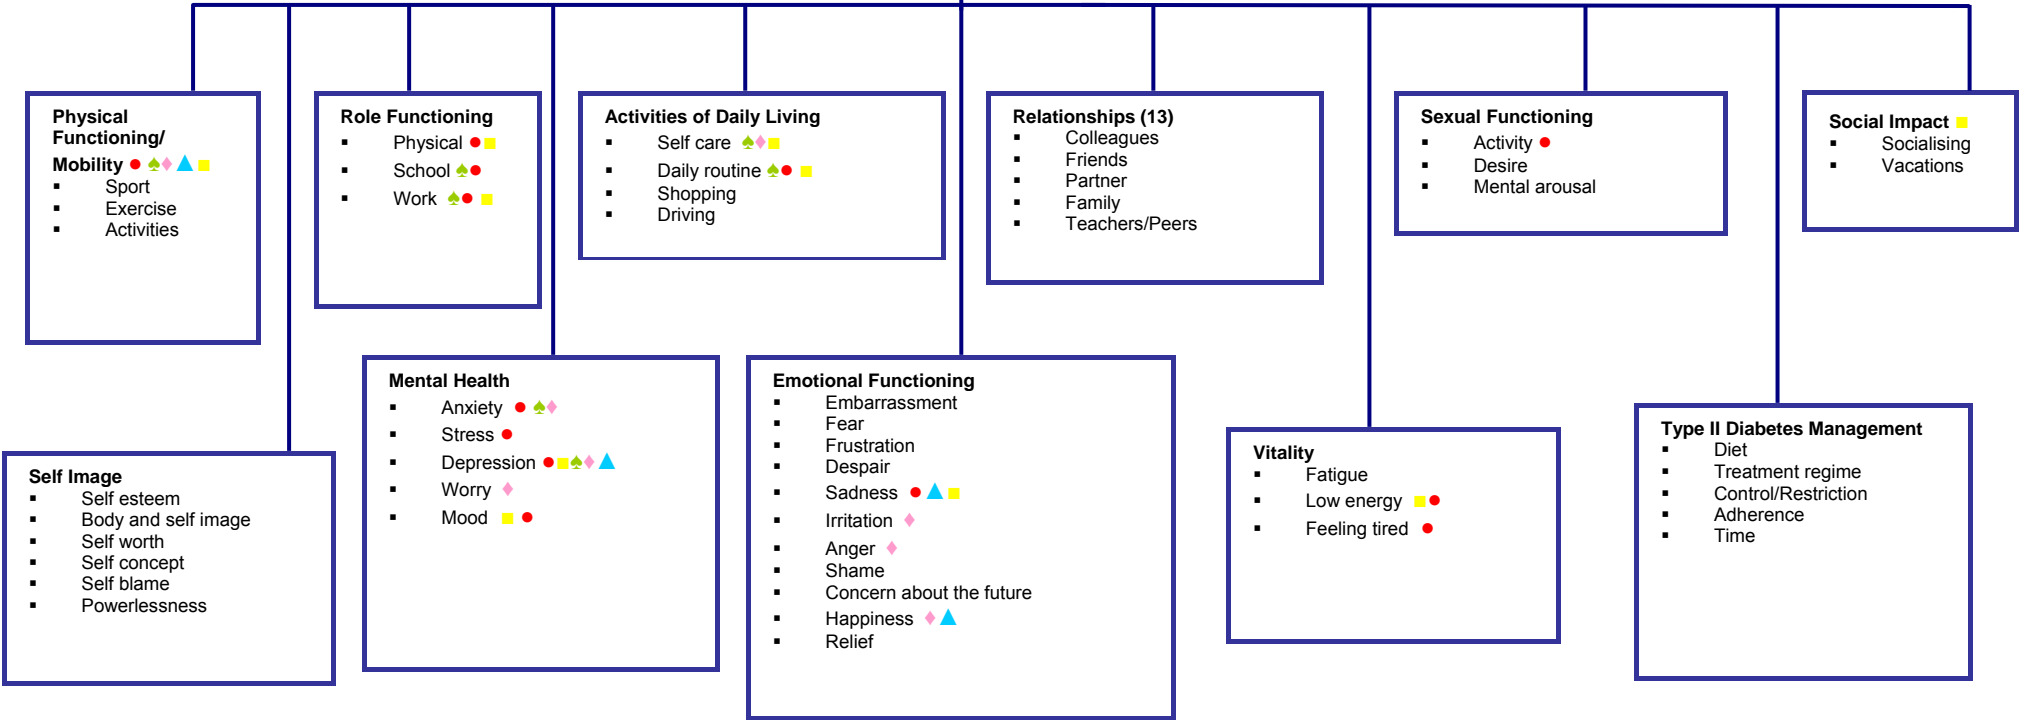 Physical
Functioning/
Mobility ● ♠♦ ▲ ■
▪ Sport
▪ Exercise
▪ Activities
Role Functioning
▪ Physical ● ■
▪ School ♠●
▪ Work ♠● ■
Activities of Daily Living
▪ Self care ♠♦■
▪ Daily routine ♠● ■
▪ Shopping
▪ Driving
Relationships (13)
▪ Colleagues
▪ Friends
▪ Partner
▪ Family
▪ Teachers/Peers
Sexual Functioning
▪ Activity ●
▪ Desire
▪ Mental arousal
Social Impact ■
▪ Socialising
▪ Vacations
Self Image
▪ Self esteem
▪ Body and self image
▪ Self worth
▪ Self concept
▪ Self blame
▪ Powerlessness
Mental Health
▪ Anxiety ● ♠♦
▪ Stress ●
▪ Depression ●■♠♦ ▲
▪ Worry ♦
▪ Mood ■ ●
Emotional Functioning
▪ Embarrassment
▪ Fear
▪ Frustration
▪ Despair
▪ Sadness ● ▲ ■
▪ Irritation ♦
▪ Anger ♦
▪ Shame
▪ Concern about the future
▪ Happiness ♦ ▲
▪ Relief
Vitality
▪ Fatigue
▪ Low energy ■●
▪ Feeling tired ●
Type II Diabetes Management
▪ Diet
▪ Treatment regime
▪ Control/Restriction
▪ Adherence
▪ Time